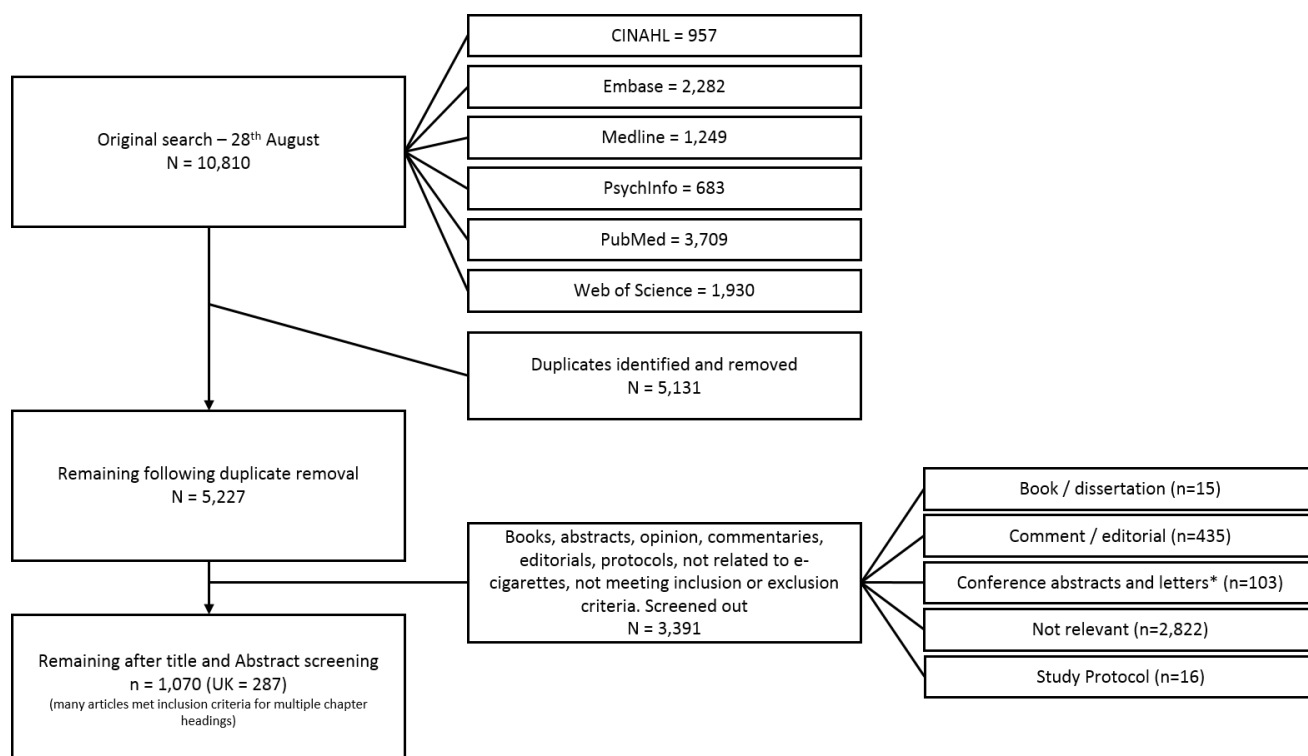 Original search – 28th August
N = 10,810
CINAHL = 957
Embase = 2,282
Medline = 1,249
PsychInfo = 683
PubMed = 3,709
Web of Science = 1,930
Duplicates identified and removed
N = 5,131
Remaining following duplicate removal
N = 5,227
Books, abstracts, opinion, commentaries,
editorials, protocols, not related to e-
cigarettes, not meeting inclusion or exclusion
criteria. Screened out
N = 3,391
Book / dissertation (n=15)
Comment / editorial (n=435)
Conference abstracts and letters* (n=103)
Not relevant (n=2,822)
Study Protocol (n=16)
Remaining after title and Abstract screening
n = 1,070 (UK = 287)
(many articles met inclusion criteria for multiple chapter
headings)